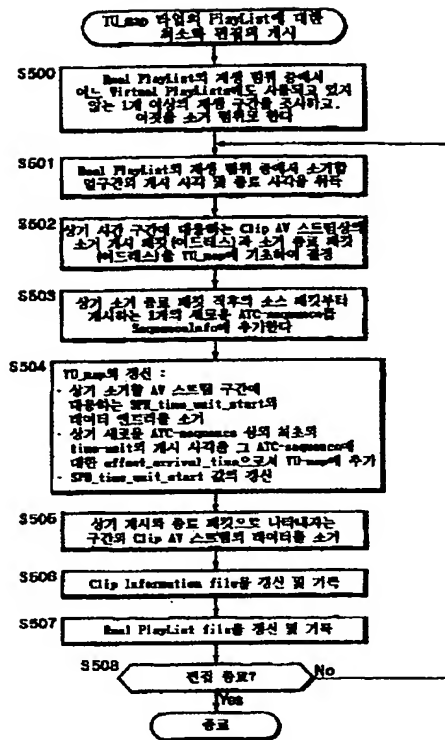 TU_map 타입의 PlayList에 대한
최소화 편집의 개시
S500
Real PlayList의 재생 범위 중에서
어느 Virtual PlayList에도 사용되고 있지
않는 1개 이상의 재생 구간을 조사하고,
이것을 소거 범위로 한다
S501
Real PlayList의 재생 범위 중에서 소거할
일구간의 개시 시각 및 종료 시각을 취득
S502
상기 시간 구간에 대응하는 Clip AV 스트림상의
소거 개시 패킷(어드레스)과 소거 종료 패킷
(어드레스)을 TU_map에 기초하여 결정
S503
상기 소거 종료 패킷 직후의 소스 패킷부터
개시하는 1개의 새로운 ATC-sequence를
SequenceInfo에 추가한다
S504
TU_map의 갱신 :
- 상기 소거할 AV 스트림 구간에
대응하는 SPN_time_unit_start의
데이터 엔트리를 소거
- 상기 새로운 ATC-sequence 상의 최초의
time-unit의 개시 시각을 그 ATC-sequence에
대한 offset_arrival_time으로서 TU-map에 추가
- SPN_time_unit_start 값의 갱신
S505
상기 개시와 종료 패킷으로 나타내지는
구간의 Clip AV 스트림의 데이터를 소거
S506
Clip Information file을 갱신 및 기록
S507
Real PlayList file을 갱신 및 기록
S508
편집 종료?
No
Yes
종료